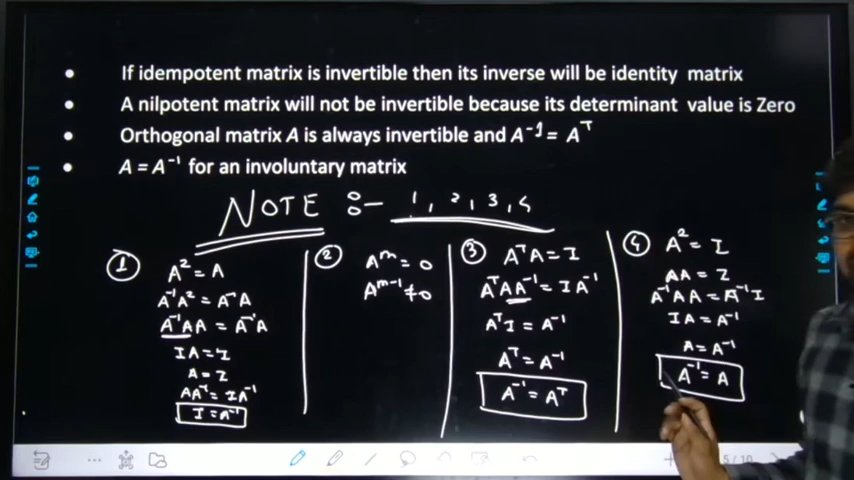 • If idempotent matrix is invertible then its inverse will be identity matrix
• A nilpotent matrix will not be invertible because its determinant value is Zero
• Orthogonal matrix A is always invertible and A⁻¹ = Aᵀ
• A = A⁻¹ for an involuntary matrix
NOTE :- 1, 2, 3, 4
①
A² = A
A⁻¹A² = A⁻¹A
A⁻¹AA = A⁻¹A
IA = I
A = I
AA⁻¹ = IA⁻¹
I = A⁻¹
②
Aᵐ = 0
Aᵐ⁻¹ ≠ 0
③
AᵀA = I
AᵀAA⁻¹ = IA⁻¹
AᵀI = A⁻¹
Aᵀ = A⁻¹
A⁻¹ = Aᵀ
④
A² = I
AA = I
A⁻¹AA = A⁻¹I
IA = A⁻¹
A = A⁻¹
A⁻¹ = A
5 / 10